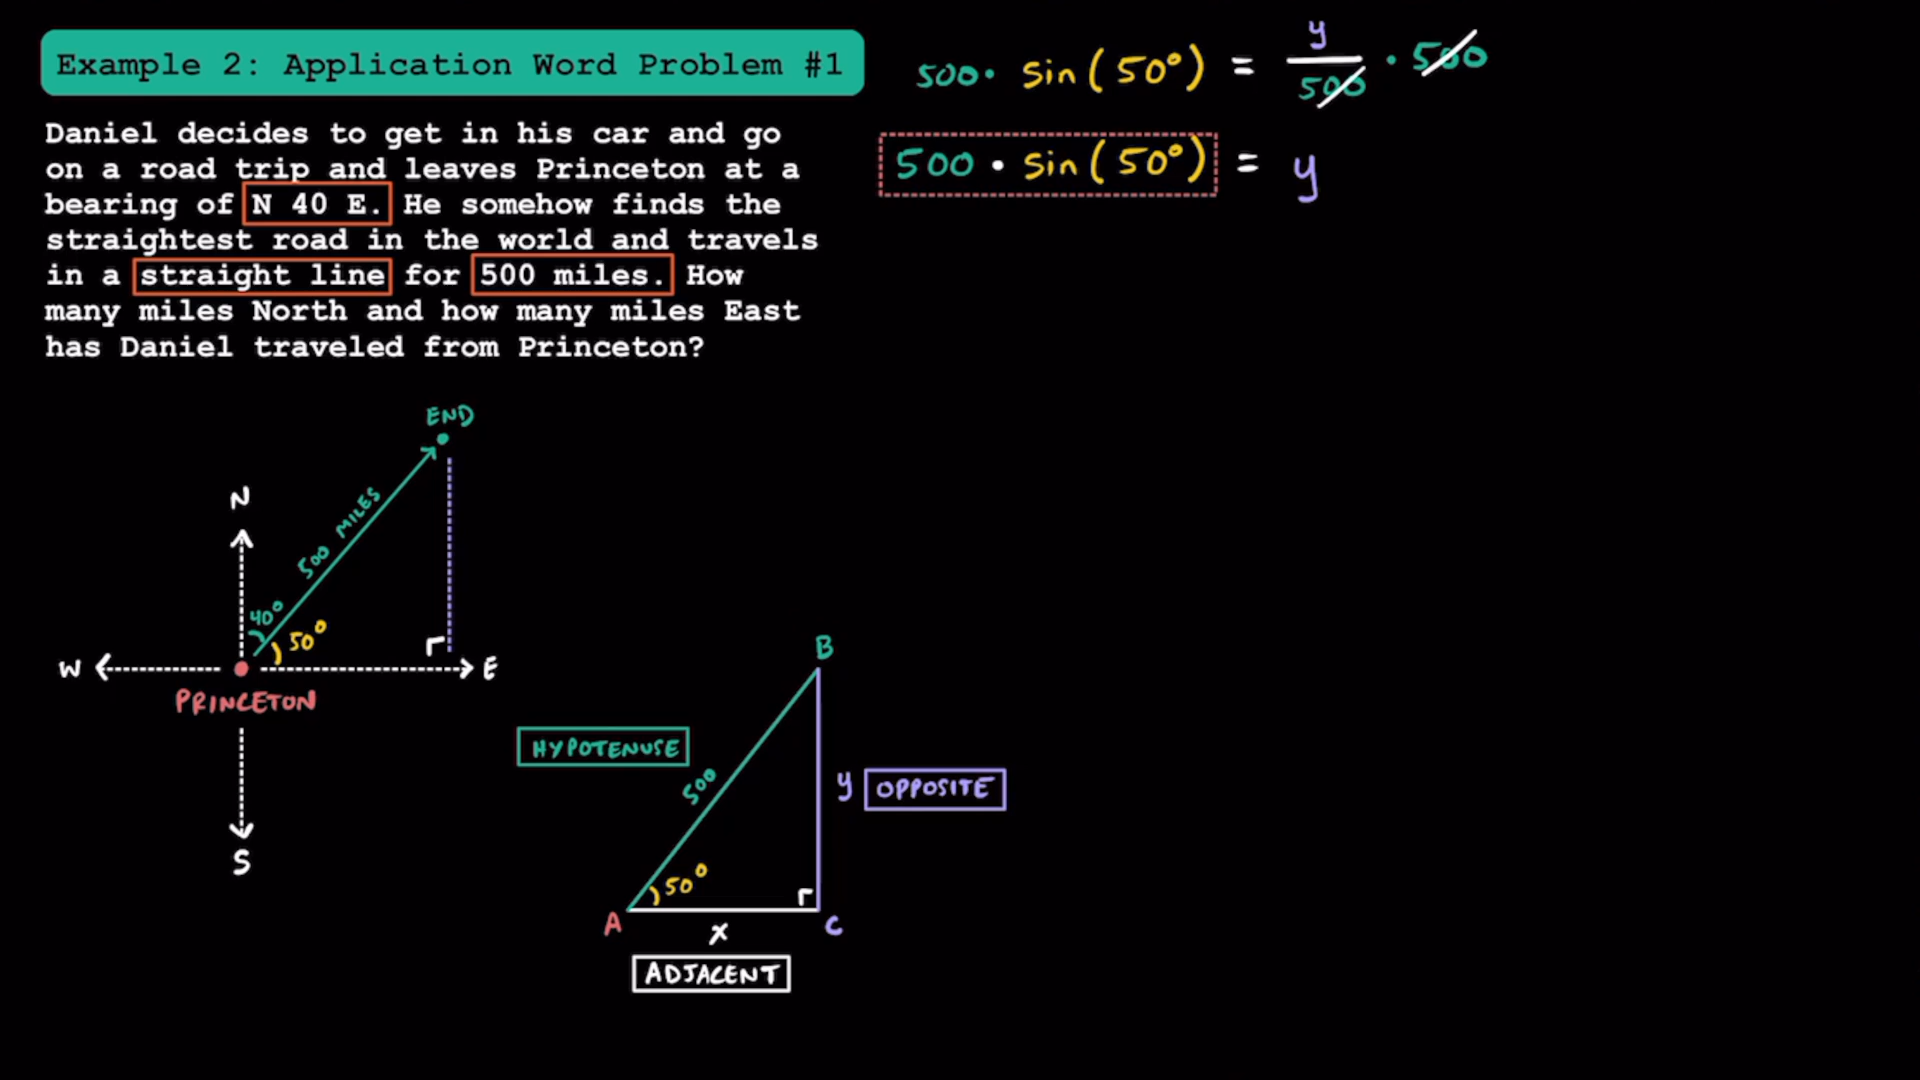 Example 2: Application Word Problem #1
Daniel decides to get in his car and go
on a road trip and leaves Princeton at a
bearing of N 40 E. He somehow finds the
straightest road in the world and travels
in a straight line for 500 miles. How
many miles North and how many miles East
has Daniel traveled from Princeton?
500 · sin(50°) = y/500 · 500
500 · sin(50°) = y
END
N
500 MILES
40°
50°
W
E
PRINCETON
S
B
HYPOTENUSE
500
y
OPPOSITE
50°
A
C
x
ADJACENT